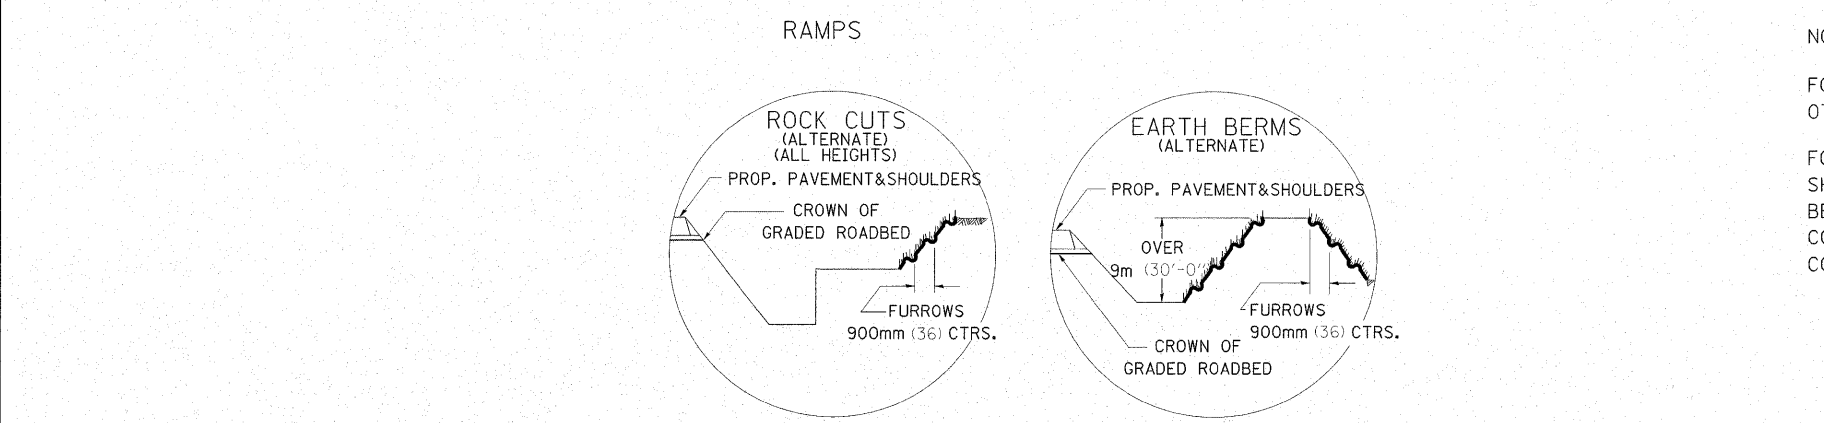 RAMPS
ROCK CUTS
(ALTERNATE)
(ALL HEIGHTS)
PROP. PAVEMENT&SHOULDERS
CROWN OF
GRADED ROADBED
FURROWS
900mm (36) CTRS.
EARTH BERMS
(ALTERNATE)
PROP. PAVEMENT&SHOULDERS
OVER
9m (30'-0")
FURROWS
900mm (36) CTRS.
CROWN OF
GRADED ROADBED